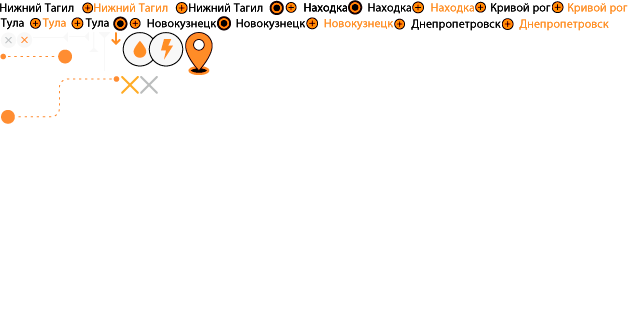 Нижний Тагил Нижний Тагил Нижний Тагил Находка Находка Находка Кривой рог Кривой рог
Тула Тула Тула Новокузнецк Новокузнецк Новокузнецк Днепропетровск Днепропетровск